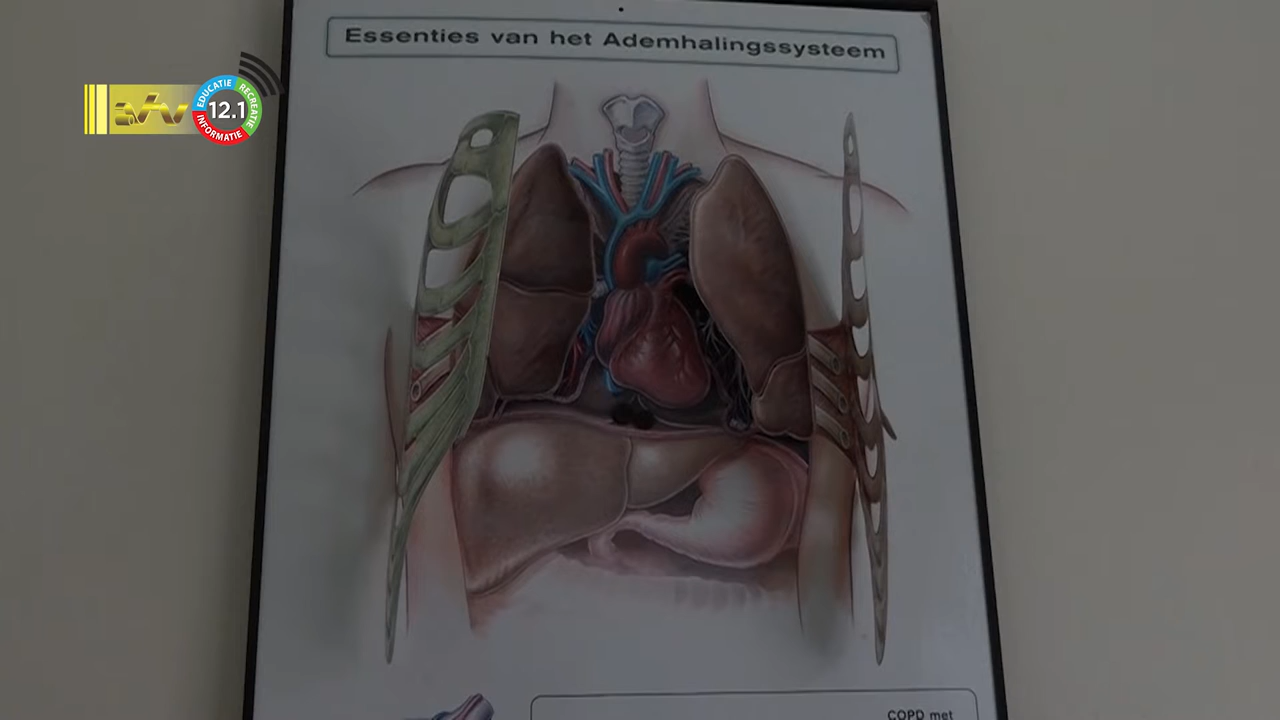 Essenties van het Ademhalingssysteem
EDUCATIE
RECREATIE
INFORMATIE
12.1
COPD met